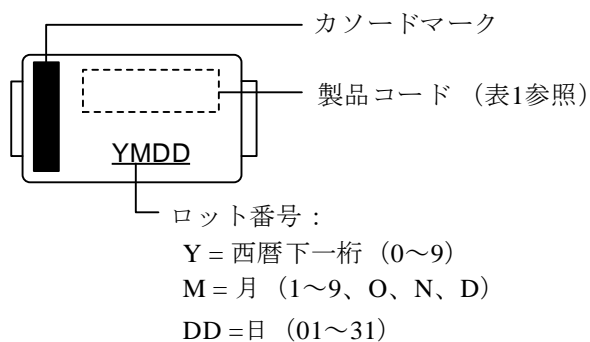 カソードマーク
製品コード （表1参照）
YMDD
ロット番号：
Y = 西暦下一桁（0～9）
M = 月（1～9、O、N、D）
DD =日（01～31）